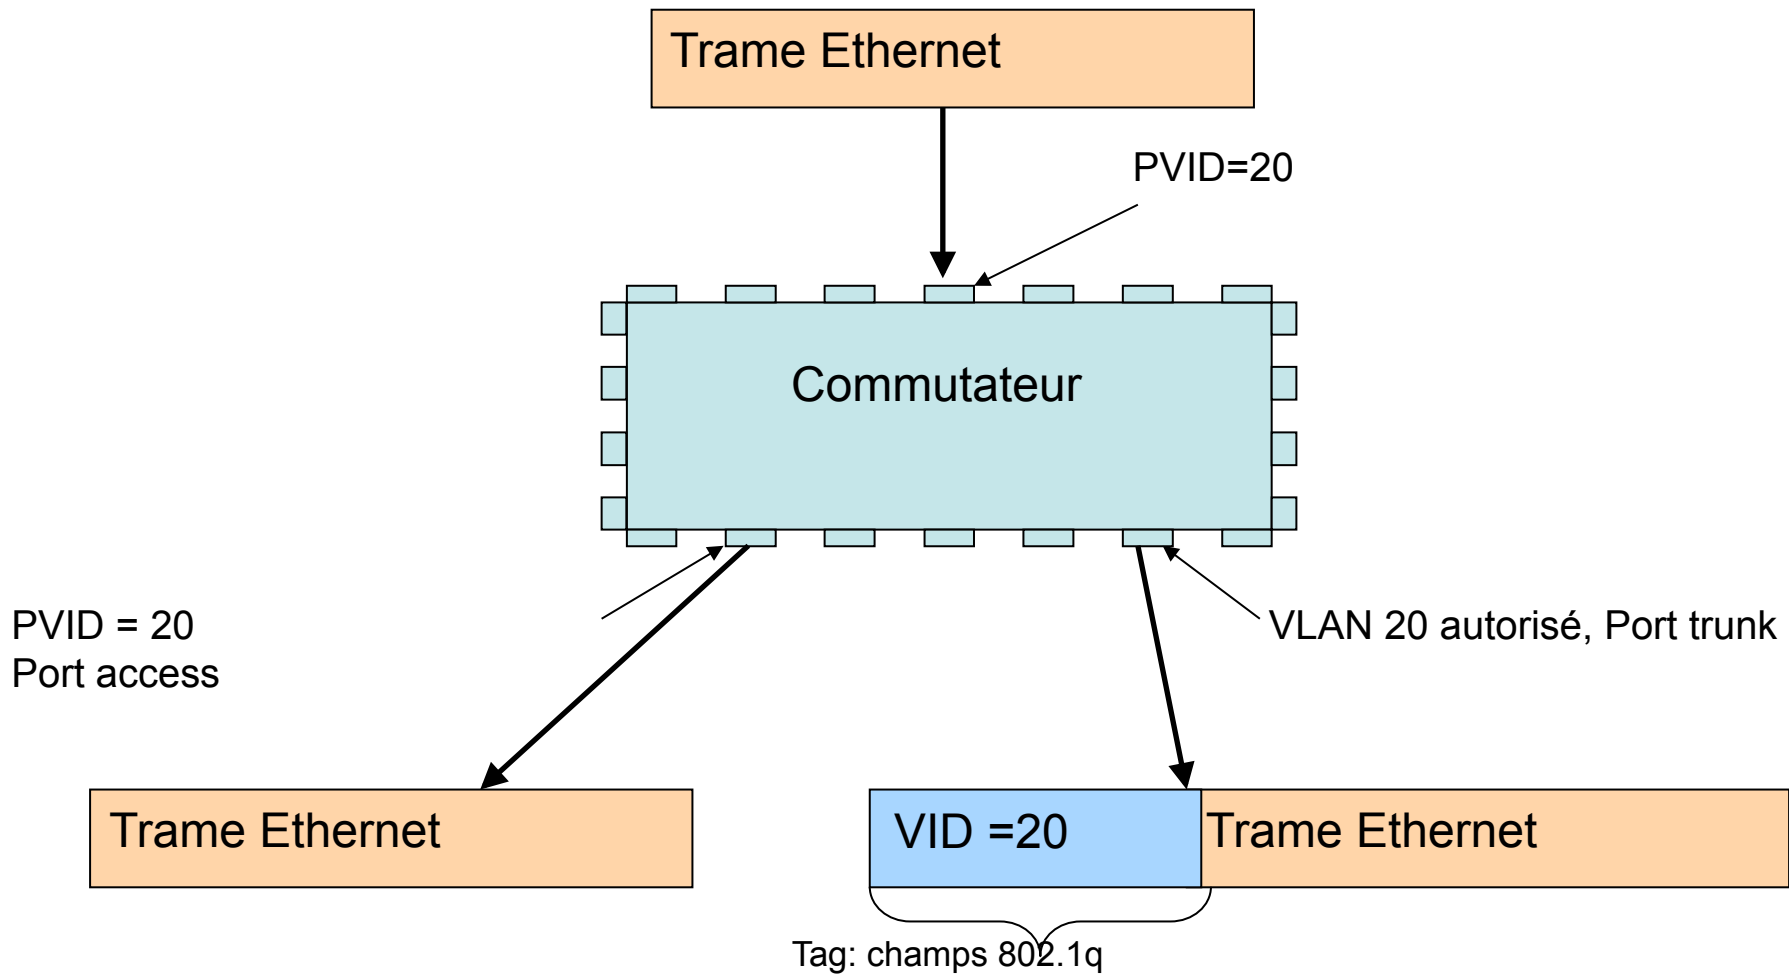 Trame Ethernet
PVID=20
Commutateur
PVID = 20
Port access
VLAN 20 autorisé, Port trunk
Trame Ethernet
VID =20
Trame Ethernet
Tag: champs 802.1q